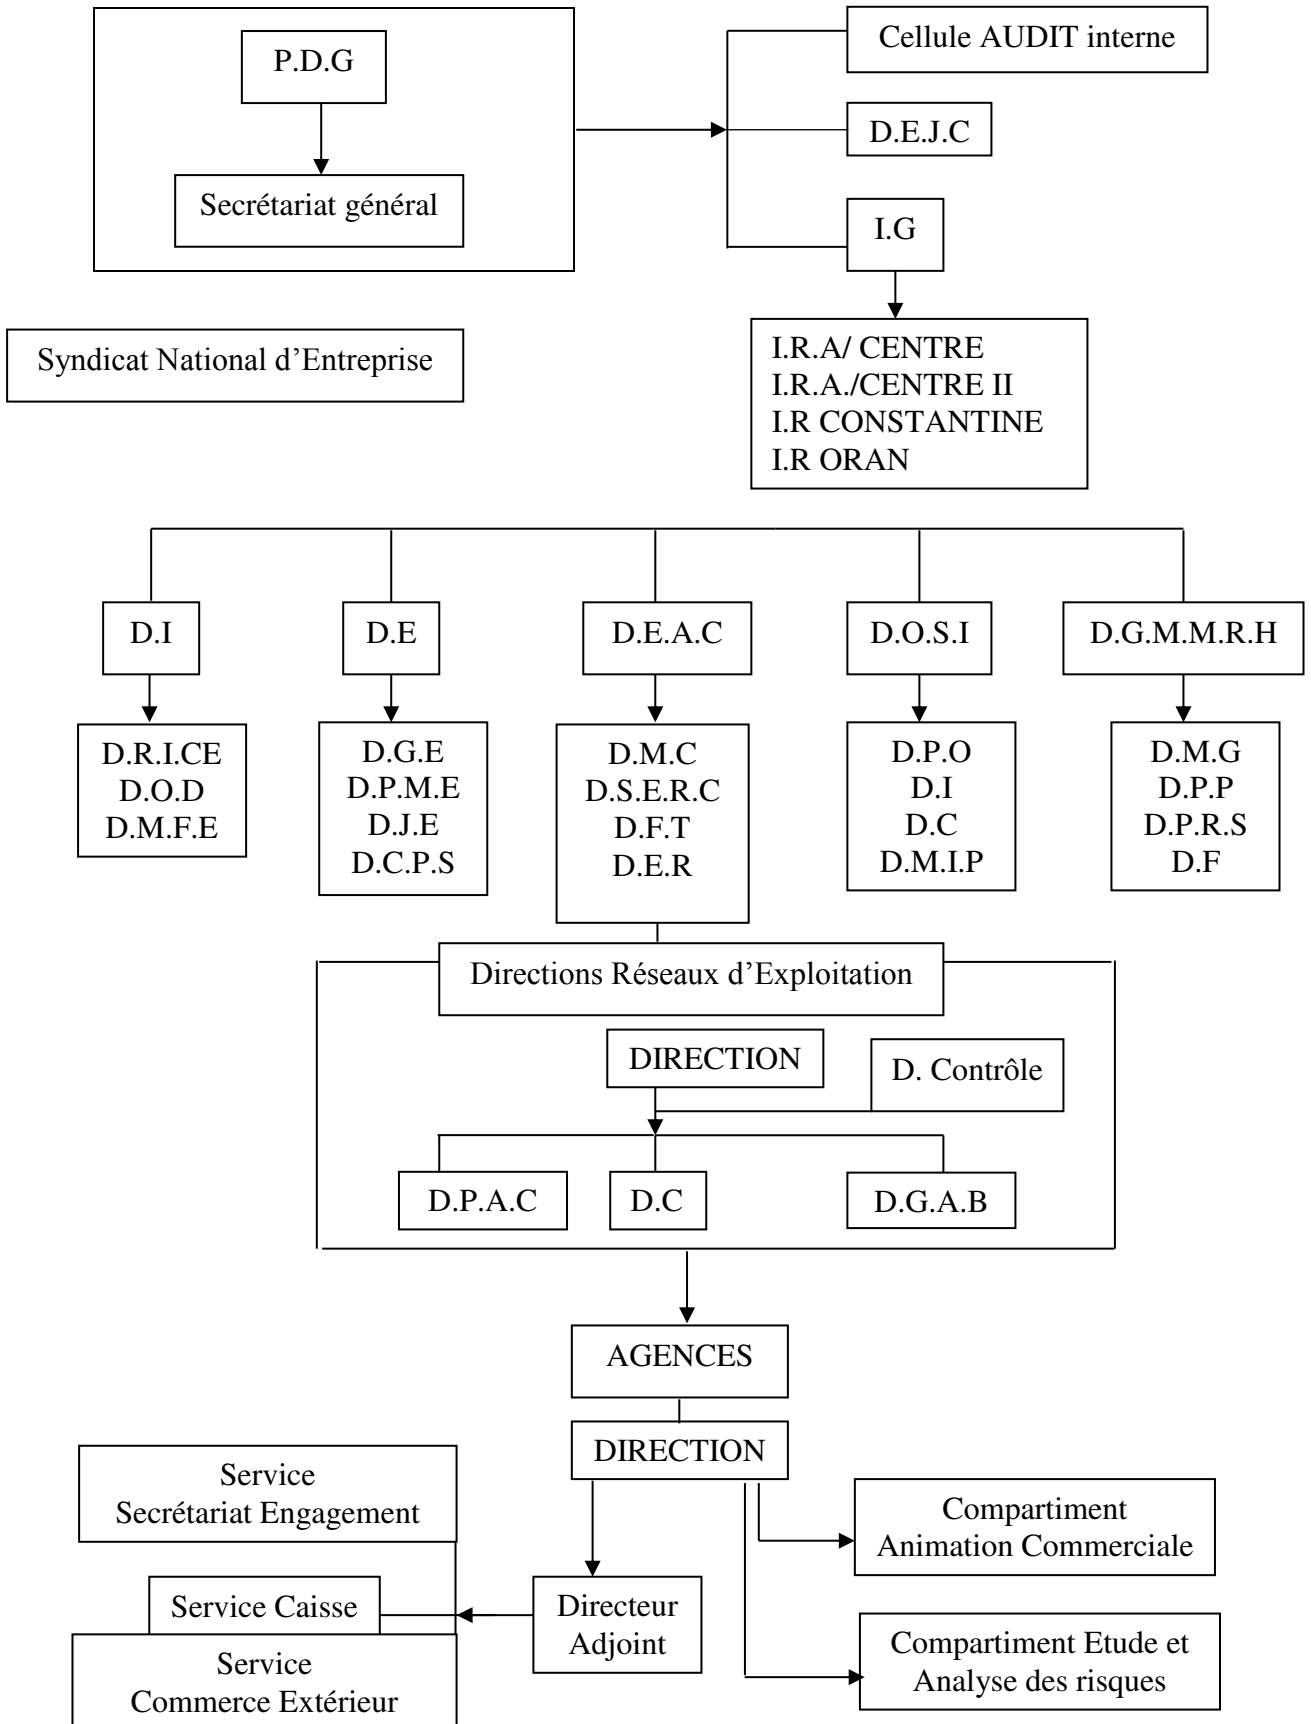 P.D.G
Secrétariat général
Cellule AUDIT interne
D.E.J.C
I.G
Syndicat National d’Entreprise
I.R.A/ CENTRE
I.R.A./CENTRE II
I.R CONSTANTINE
I.R ORAN
D.I
D.E
D.E.A.C
D.O.S.I
D.G.M.M.R.H
D.R.I.CE
D.O.D
D.M.F.E
D.G.E
D.P.M.E
D.J.E
D.C.P.S
D.M.C
D.S.E.R.C
D.F.T
D.E.R
D.P.O
D.I
D.C
D.M.I.P
D.M.G
D.P.P
D.P.R.S
D.F
Directions Réseaux d’Exploitation
DIRECTION
D. Contrôle
D.P.A.C
D.C
D.G.A.B
AGENCES
DIRECTION
Service
Secrétariat Engagement
Service Caisse
Service
Commerce Extérieur
Directeur
Adjoint
Compartiment
Animation Commerciale
Compartiment Etude et
Analyse des risques